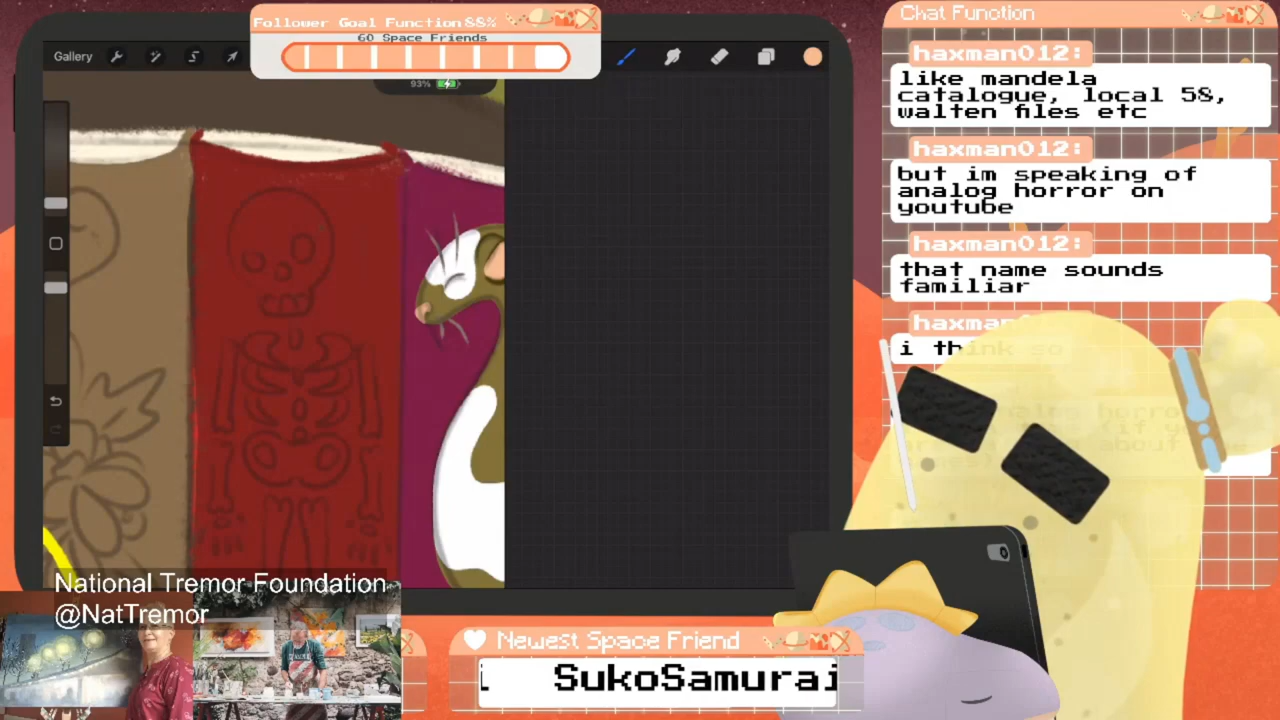 Follower Goal Function 88%
60 Space Friends
Gallery
93%
Chat Function
haxman012:
like mandela
catalogue, local 58,
walten files etc
haxman012:
but im speaking of
analog horror on
youtube
haxman012:
that name sounds
familiar
haxman
i think so
National Tremor Foundation
@NatTremor
Newest Space Friend
SukoSamurai